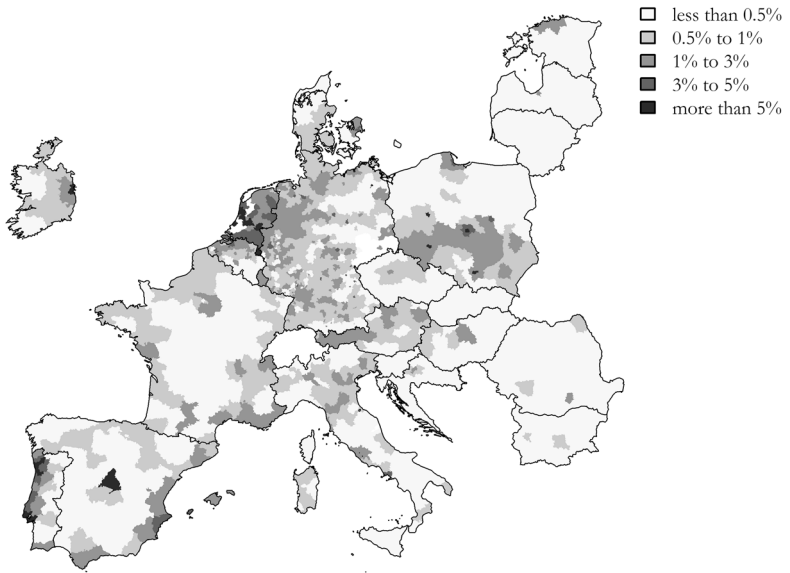 less than 0.5%
0.5% to 1%
1% to 3%
3% to 5%
more than 5%